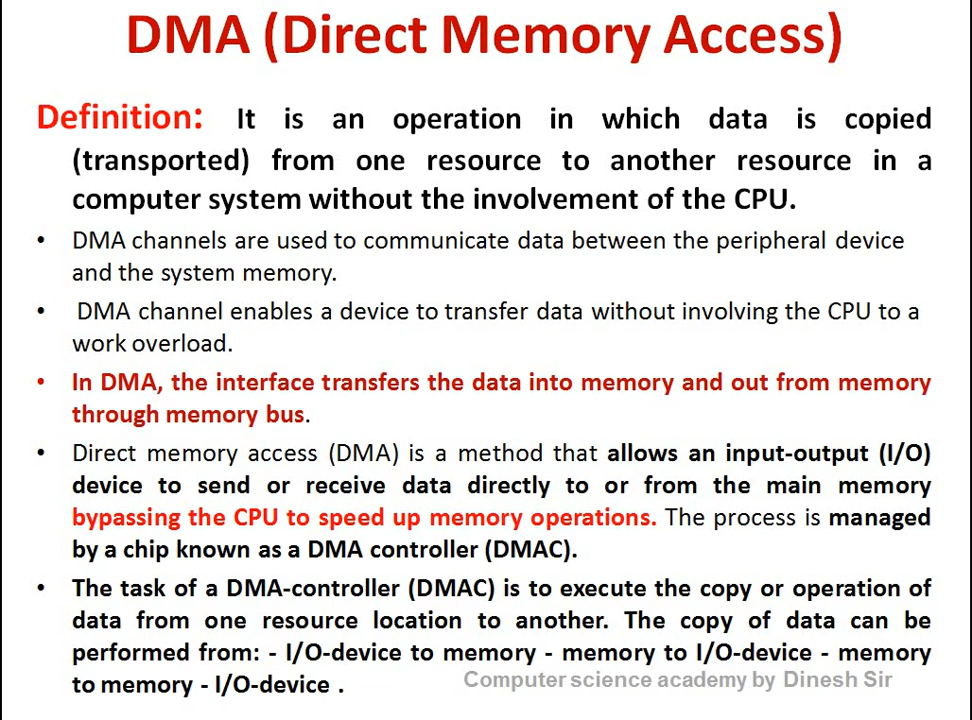 DMA (Direct Memory Access)
Definition: It is an operation in which data is copied
(transported) from one resource to another resource in a
computer system without the involvement of the CPU.
• DMA channels are used to communicate data between the peripheral device
and the system memory.
• DMA channel enables a device to transfer data without involving the CPU to a
work overload.
• In DMA, the interface transfers the data into memory and out from memory
through memory bus.
• Direct memory access (DMA) is a method that allows an input-output (I/O)
device to send or receive data directly to or from the main memory
bypassing the CPU to speed up memory operations. The process is managed
by a chip known as a DMA controller (DMAC).
• The task of a DMA-controller (DMAC) is to execute the copy or operation of
data from one resource location to another. The copy of data can be
performed from: - I/O-device to memory - memory to I/O-device - memory
to memory - I/O-device .
Computer science academy by Dinesh Sir